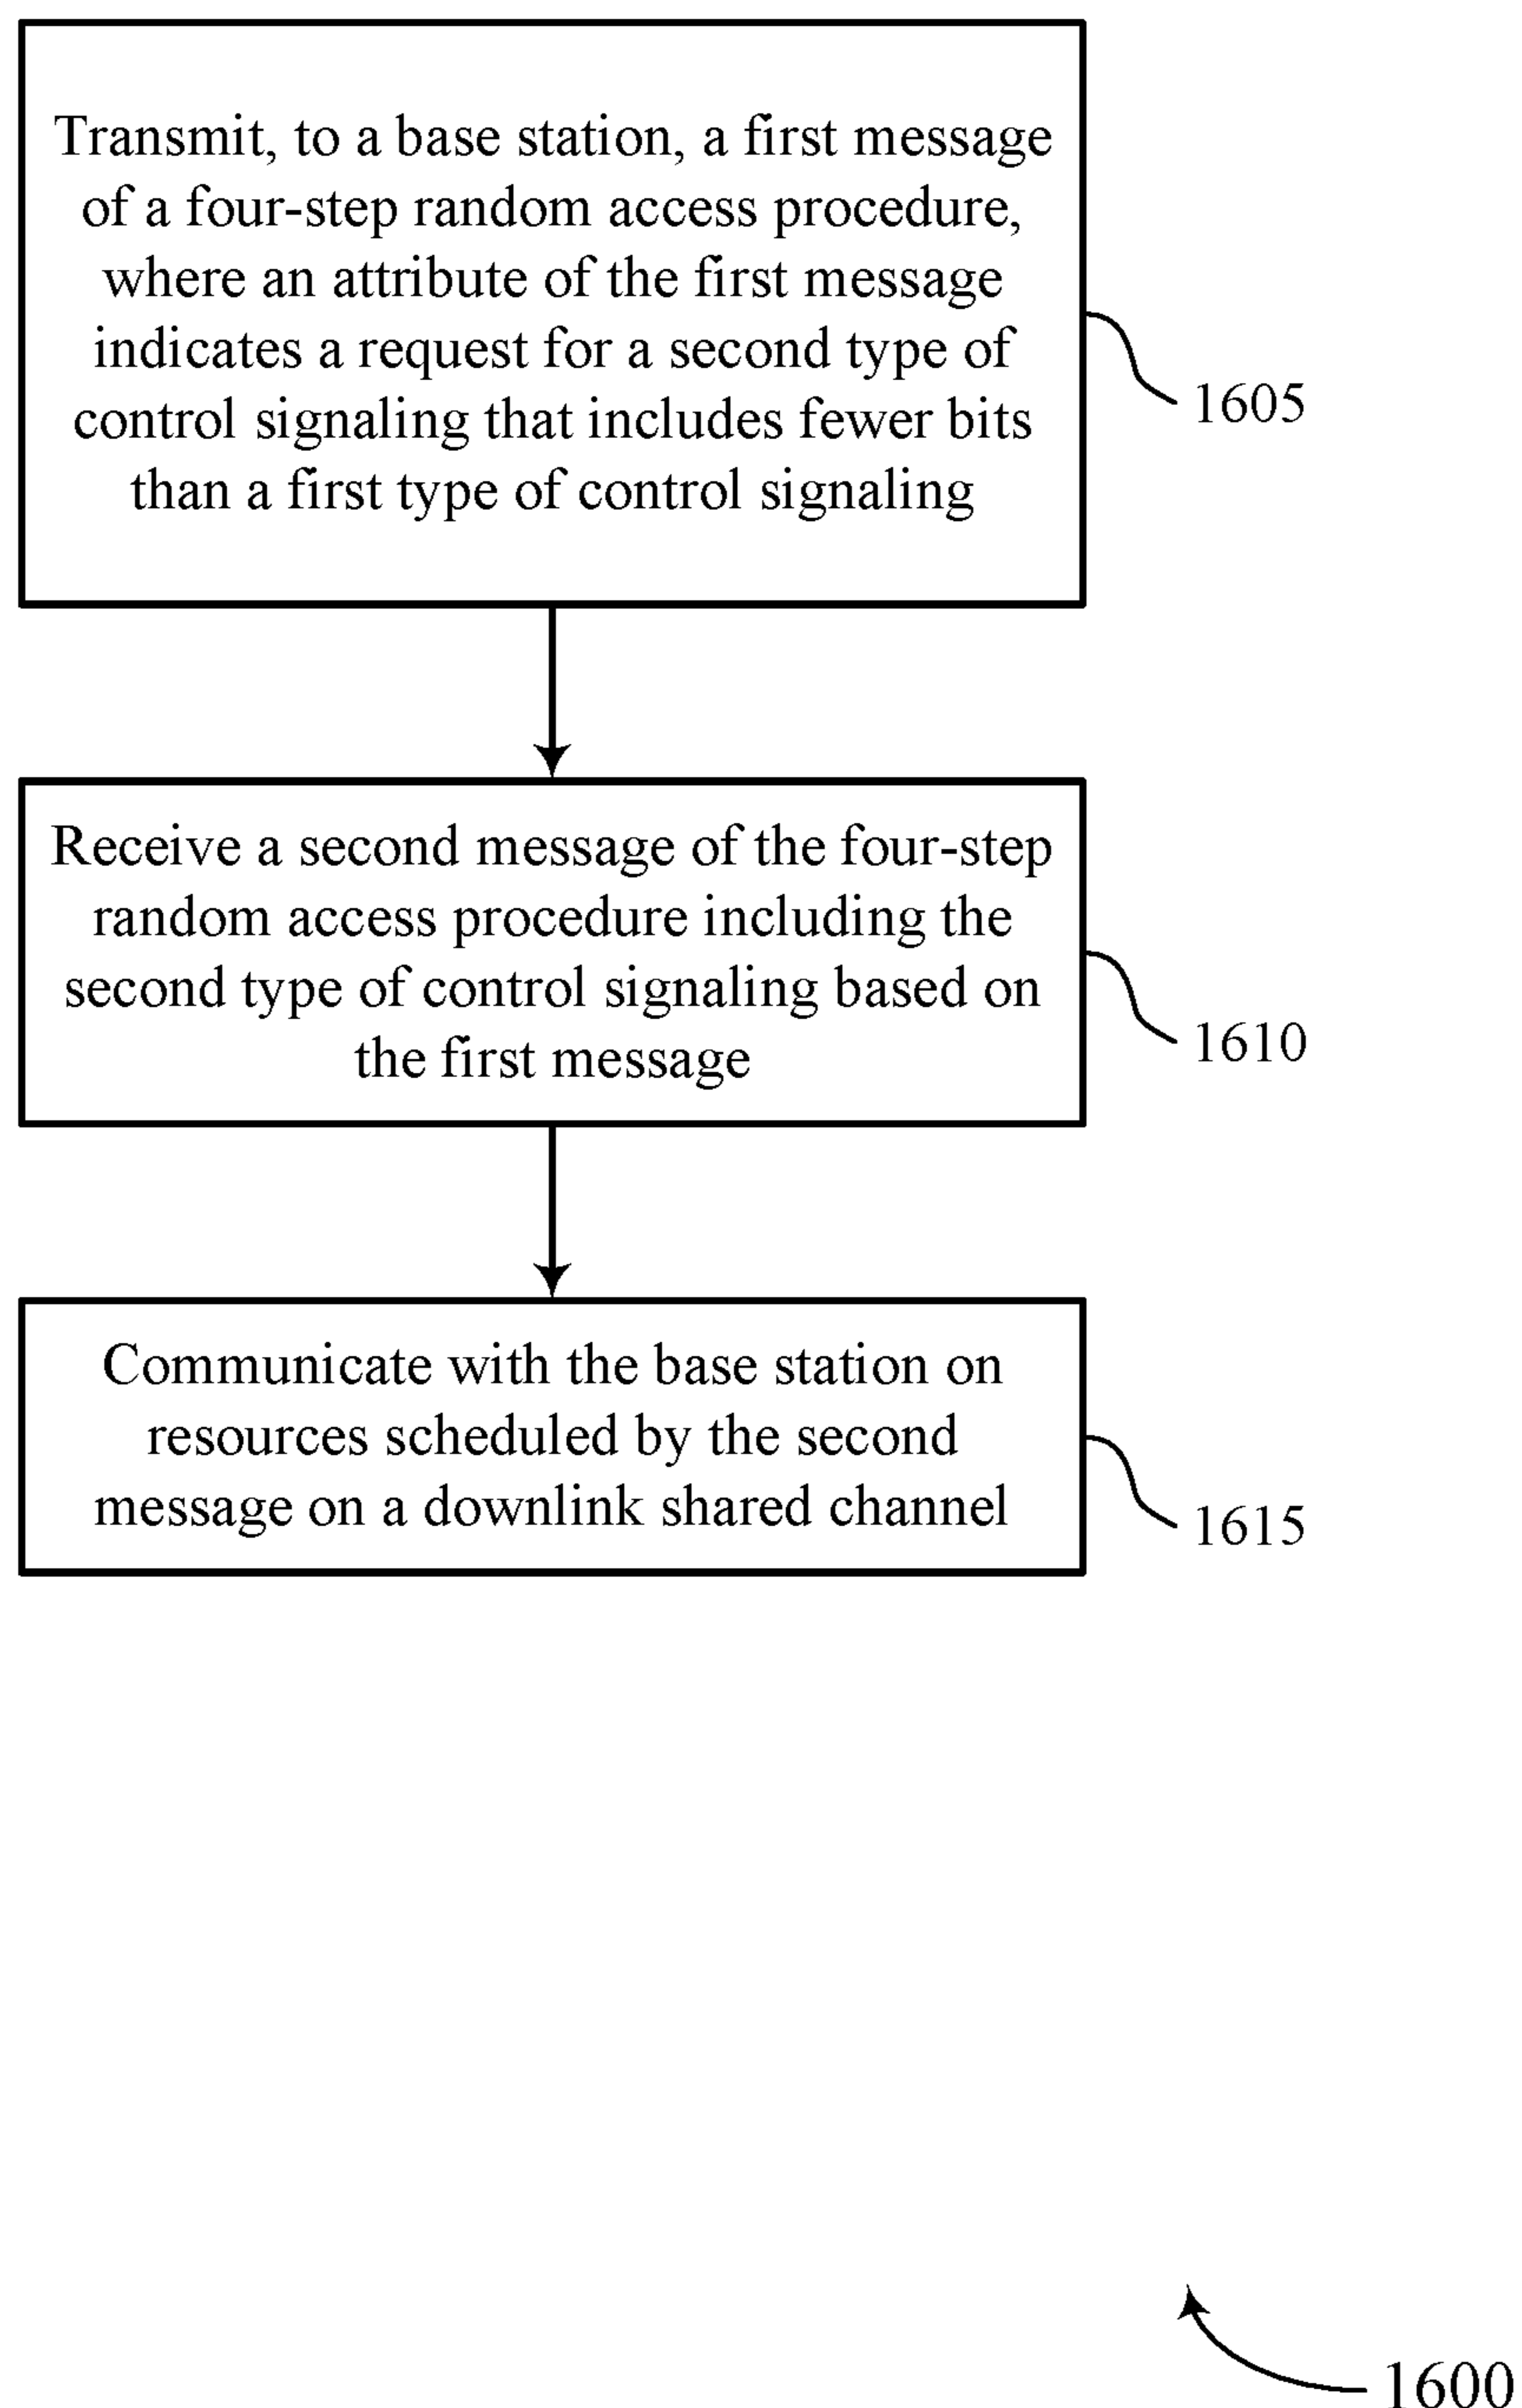 Transmit, to a base station, a first message
of a four-step random access procedure,
where an attribute of the first message
indicates a request for a second type of
control signaling that includes fewer bits
than a first type of control signaling
1605
Receive a second message of the four-step
random access procedure including the
second type of control signaling based on
the first message
1610
Communicate with the base station on
resources scheduled by the second
message on a downlink shared channel
1615
1600